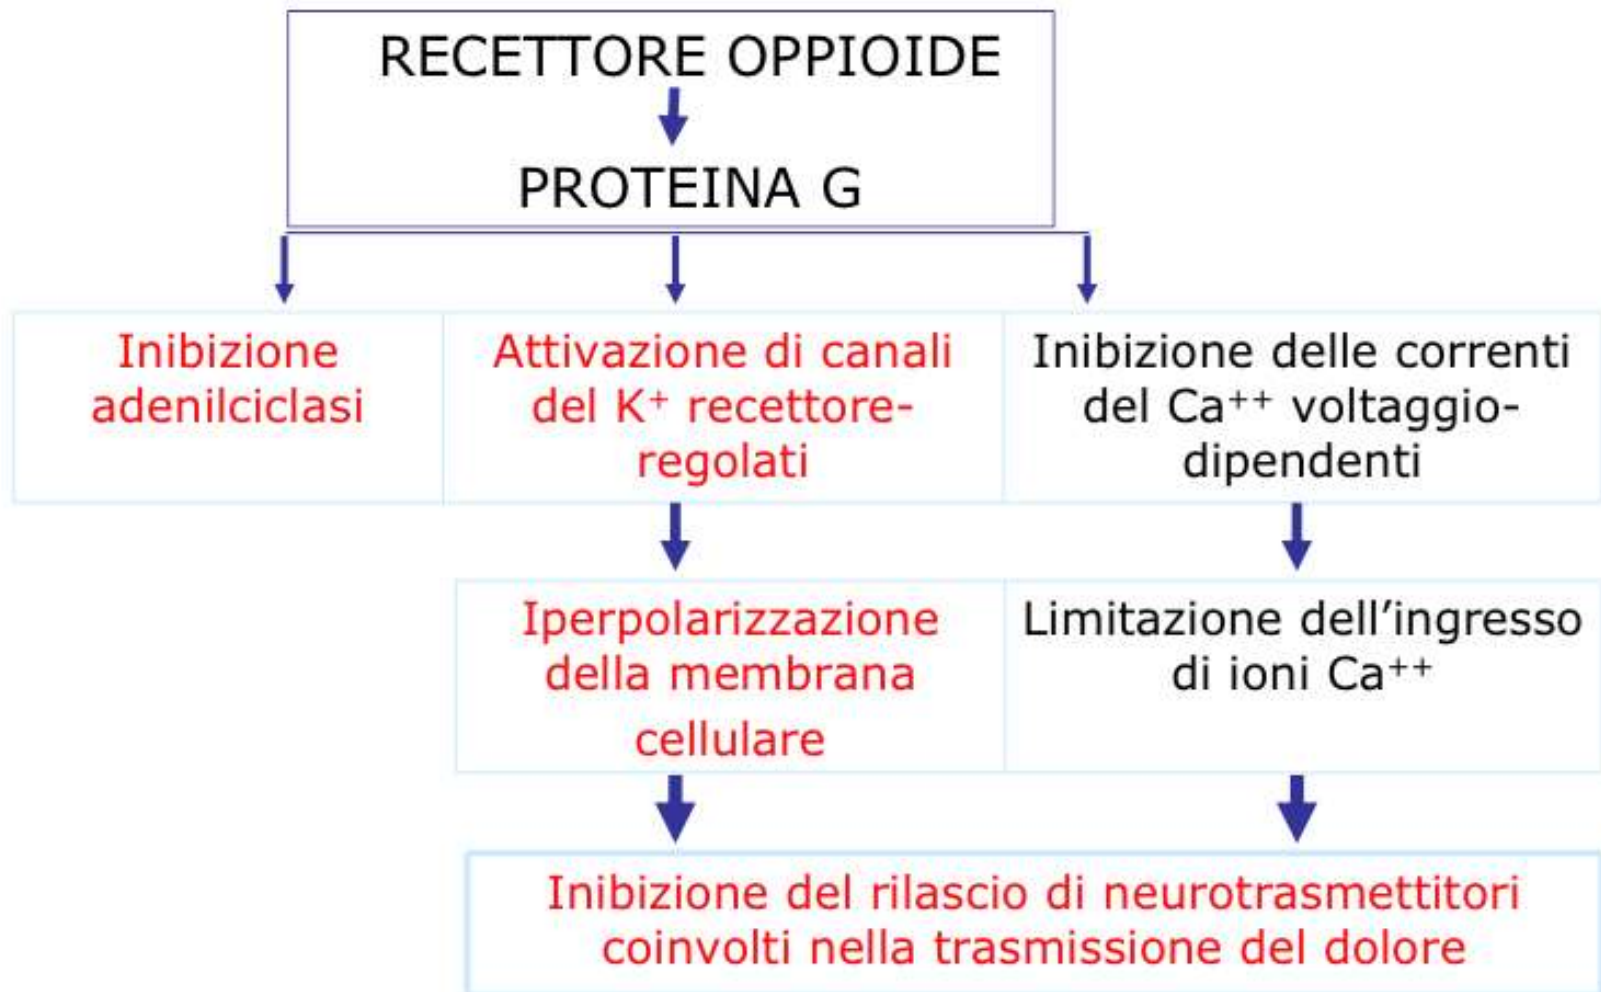 RECETTORE OPPIOIDE
PROTEINA G
Inibizione
adenilciclasi
Attivazione di canali
del K⁺ recettore-
regolati
Inibizione delle correnti
del Ca⁺⁺ voltaggio-
dipendenti
Iperpolarizzazione
della membrana
cellulare
Limitazione dell’ingresso
di ioni Ca⁺⁺
Inibizione del rilascio di neurotrasmettitori
coinvolti nella trasmissione del dolore